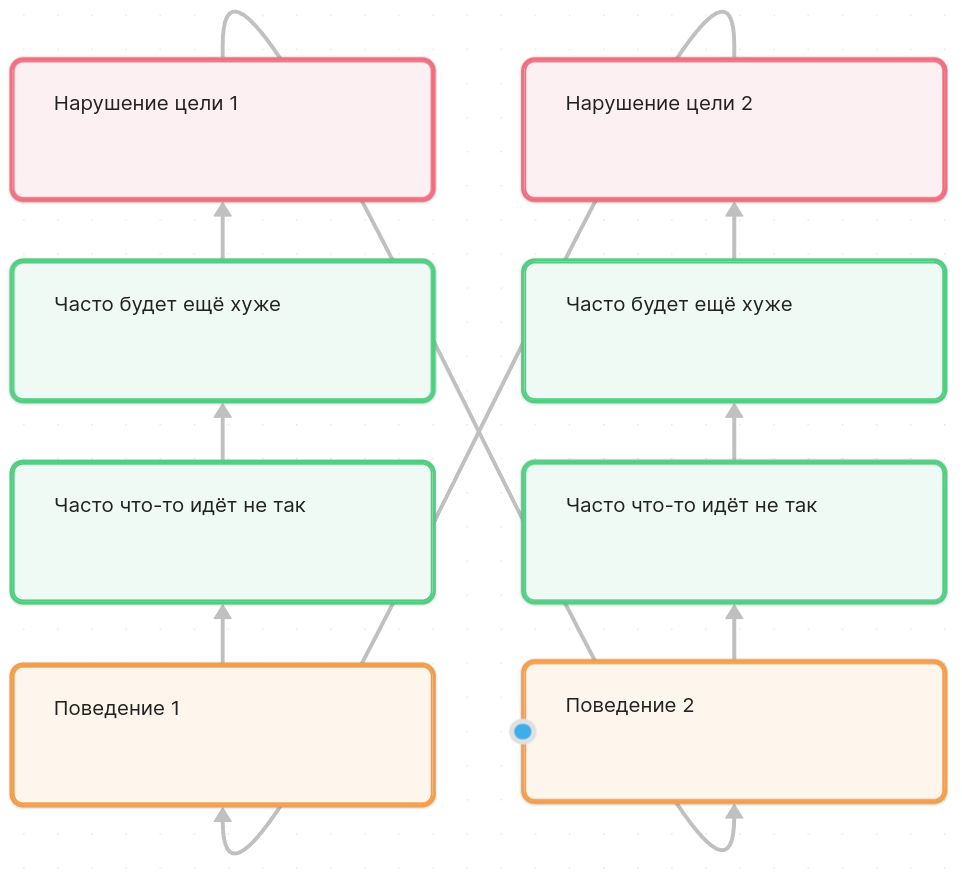 Нарушение цели 1
Нарушение цели 2
Часто будет ещё хуже
Часто будет ещё хуже
Часто что-то идёт не так
Часто что-то идёт не так
Поведение 1
Поведение 2